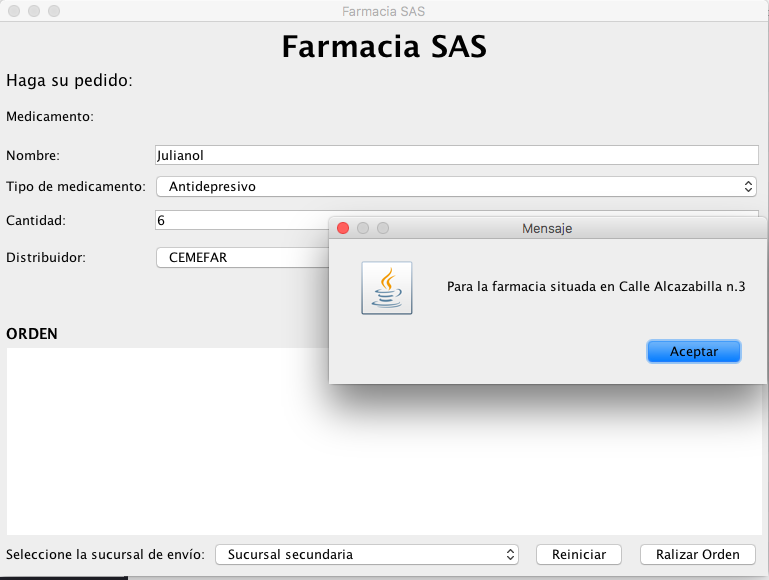 Farmacia SAS
Farmacia SAS
Haga su pedido:
Medicamento:
Nombre: Julianol
Tipo de medicamento: Antidepresivo
Cantidad: 6
Mensaje
Distribuidor: CEMEFAR
Para la farmacia situada en Calle Alcazabilla n.3
Aceptar
ORDEN
Seleccione la sucursal de envío: Sucursal secundaria Reiniciar Ralizar Orden